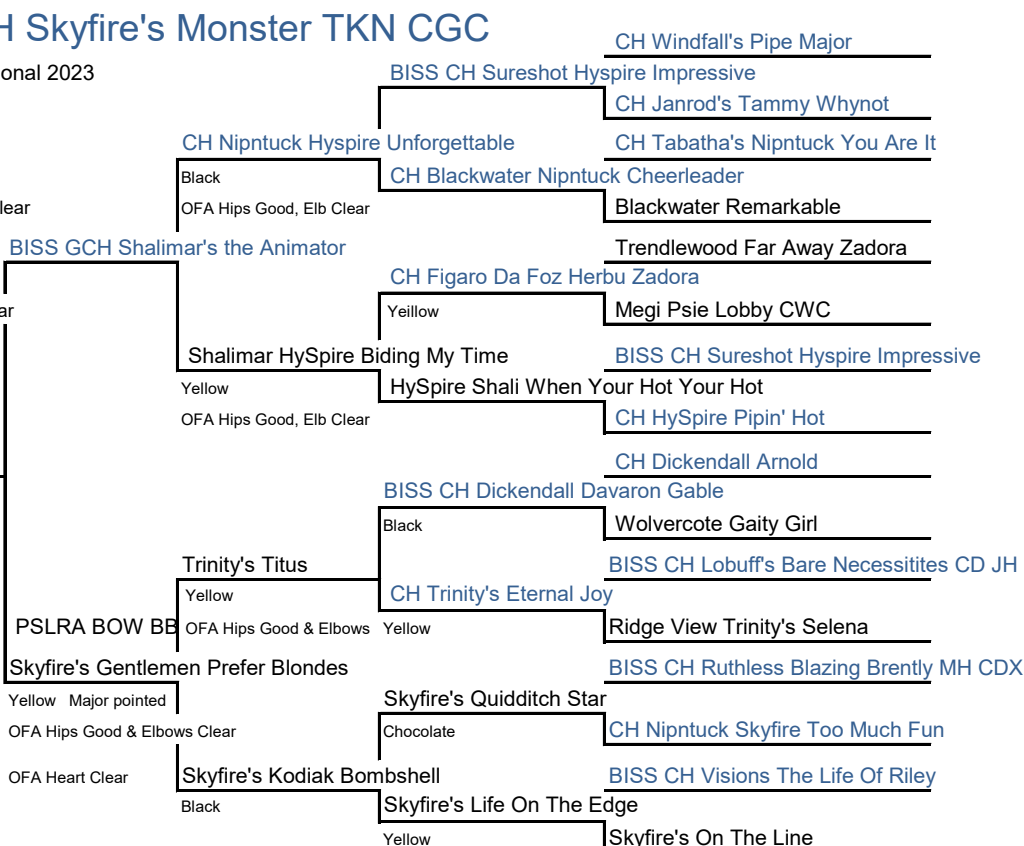 H Skyfire's Monster TKN CGC
CH Windfall's Pipe Major
onal 2023
BISS CH Sureshot Hyspire Impressive
CH Janrod's Tammy Whynot
CH Nipntuck Hyspire Unforgettable
CH Tabatha's Nipntuck You Are It
Black
CH Blackwater Nipntuck Cheerleader
lear
OFA Hips Good, Elb Clear
Blackwater Remarkable
BISS GCH Shalimar's the Animator
Trendlewood Far Away Zadora
CH Figaro Da Foz Herbu Zadora
ar
Yeillow
Megi Psie Lobby CWC
Shalimar HySpire Biding My Time
BISS CH Sureshot Hyspire Impressive
Yellow
HySpire Shali When Your Hot Your Hot
OFA Hips Good, Elb Clear
CH HySpire Pipin' Hot
CH Dickendall Arnold
BISS CH Dickendall Davaron Gable
Black
Wolvercote Gaity Girl
Trinity's Titus
BISS CH Lobuff's Bare Necessitites CD JH
Yellow
CH Trinity's Eternal Joy
PSLRA BOW BB
OFA Hips Good & Elbows
Yellow
Ridge View Trinity's Selena
Skyfire's Gentlemen Prefer Blondes
BISS CH Ruthless Blazing Brently MH CDX
Yellow Major pointed
Skyfire's Quidditch Star
OFA Hips Good & Elbows Clear
Chocolate
CH Nipntuck Skyfire Too Much Fun
OFA Heart Clear
Skyfire's Kodiak Bombshell
BISS CH Visions The Life Of Riley
Black
Skyfire's Life On The Edge
Yellow
Skyfire's On The Line